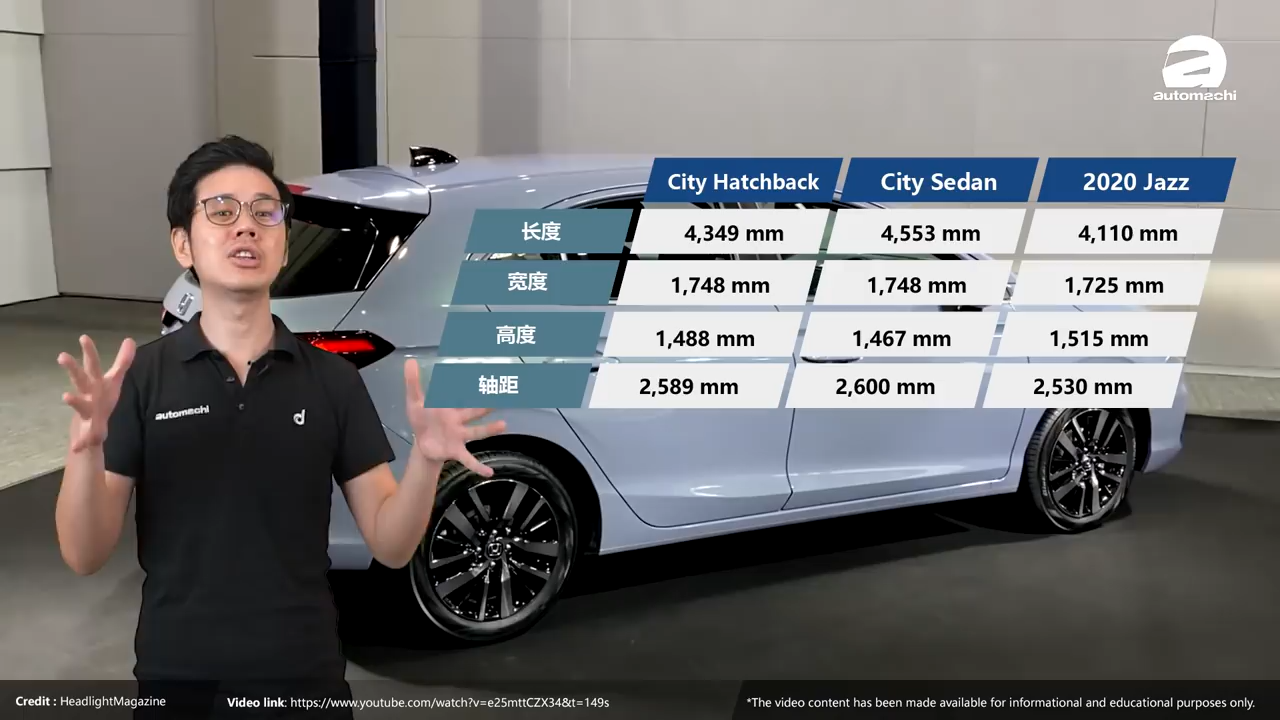 automachi
City Hatchback City Sedan 2020 Jazz
长度 4,349 mm 4,553 mm 4,110 mm
宽度 1,748 mm 1,748 mm 1,725 mm
高度 1,488 mm 1,467 mm 1,515 mm
轴距 2,589 mm 2,600 mm 2,530 mm
automachi
Credit : HeadlightMagazine
Video link: https://www.youtube.com/watch?v=e25mttCZX34&t=149s
*The video content has been made available for informational and educational purposes only.